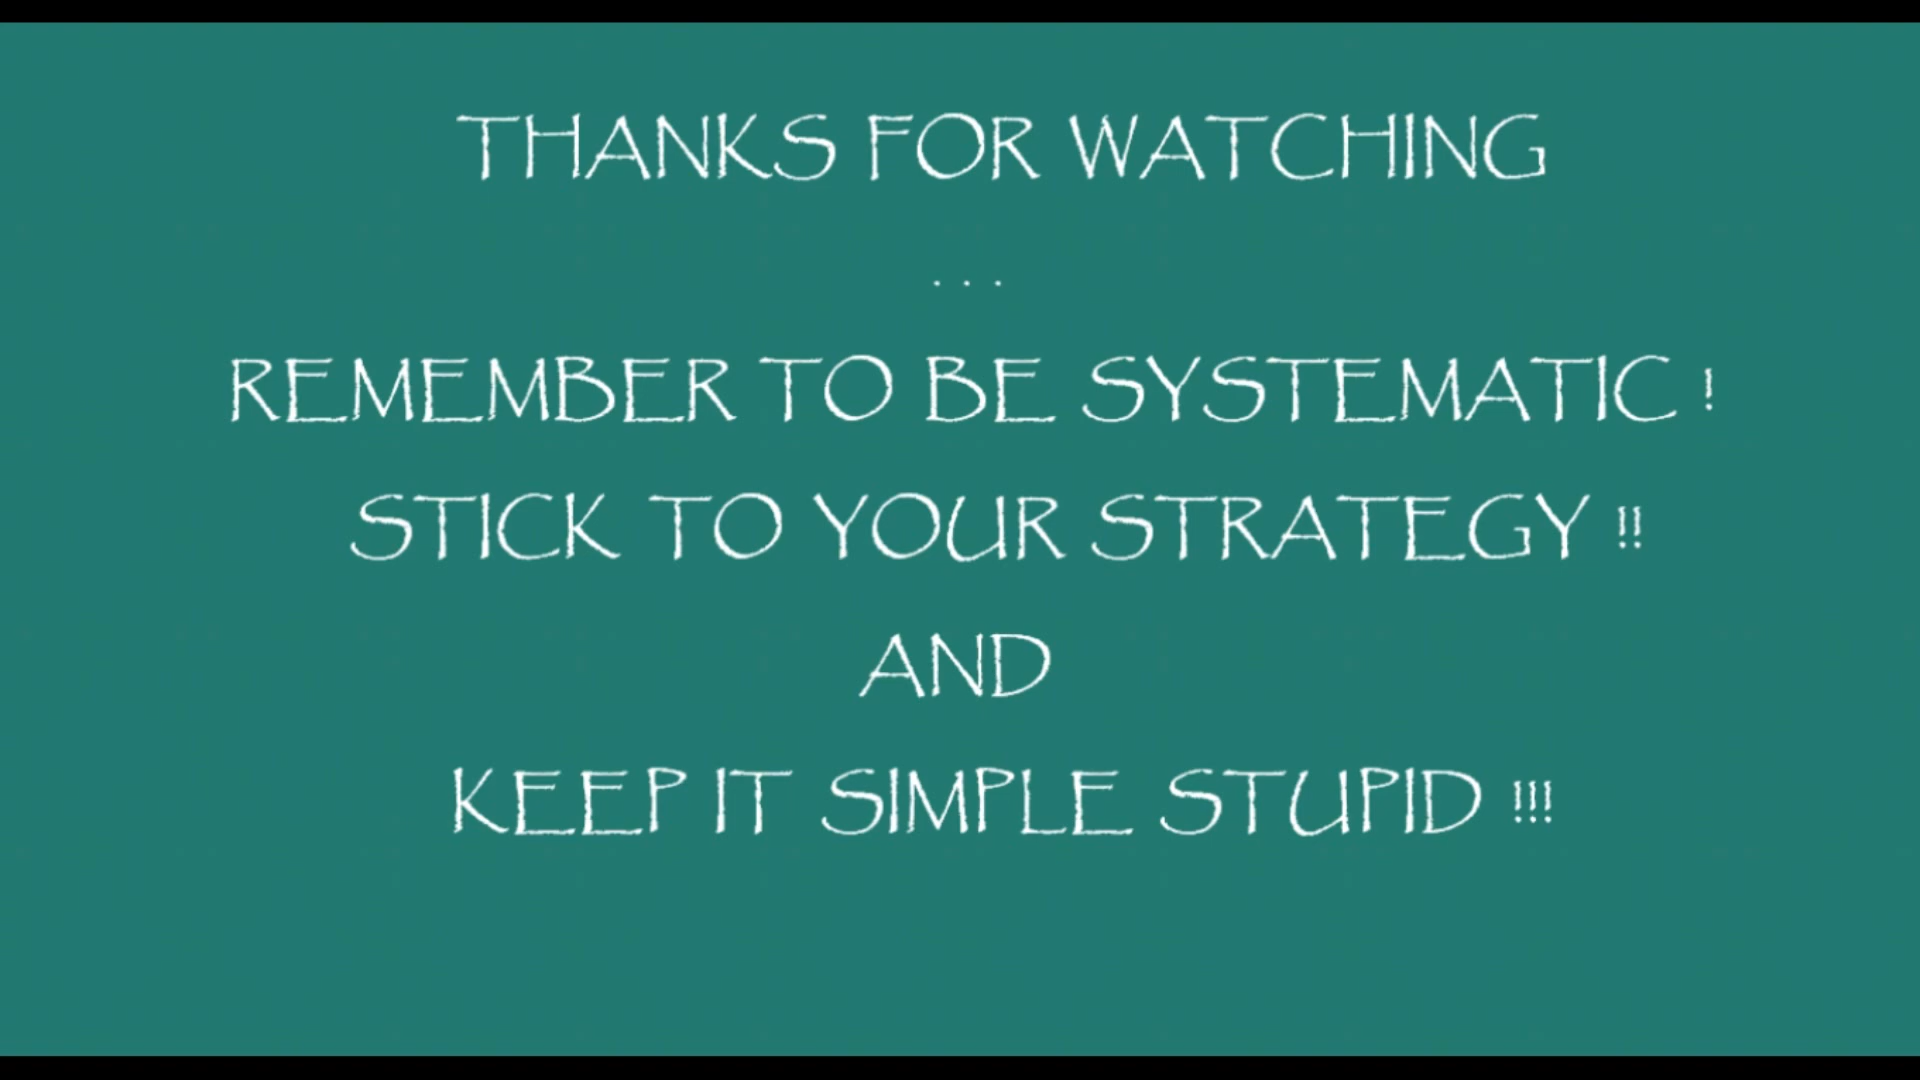 THANKS FOR WATCHING
. . .
REMEMBER TO BE SYSTEMATIC !
STICK TO YOUR STRATEGY !!
AND
KEEP IT SIMPLE STUPID !!!